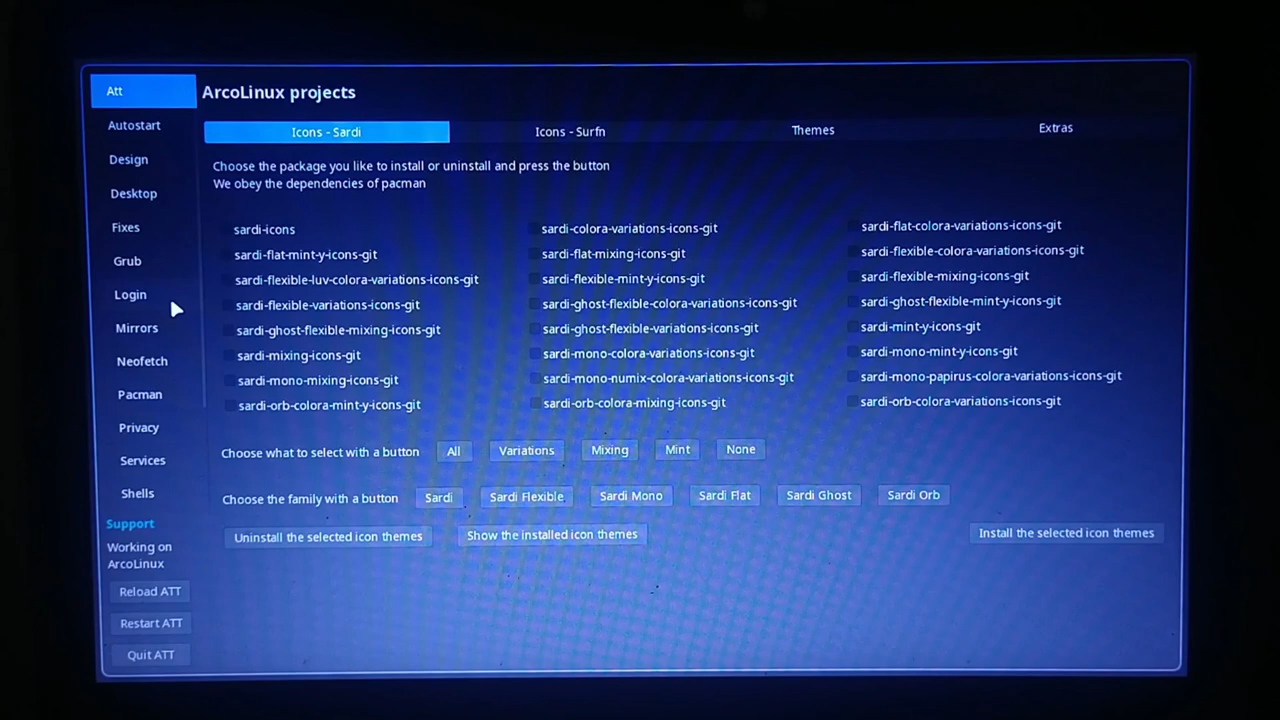 Att
ArcoLinux projects
Autostart
Design
Desktop
Fixes
Grub
Login
Mirrors
Neofetch
Pacman
Privacy
Services
Shells
Support
Working on
ArcoLinux
Reload ATT
Restart ATT
Quit ATT
Icons - Sardi Icons - Surfn Themes Extras
Choose the package you like to install or uninstall and press the button
We obey the dependencies of pacman
sardi-icons sardi-colora-variations-icons-git sardi-flat-colora-variations-icons-git
sardi-flat-mint-y-icons-git sardi-flat-mixing-icons-git sardi-flexible-colora-variations-icons-git
sardi-flexible-luv-colora-variations-icons-git sardi-flexible-mint-y-icons-git sardi-flexible-mixing-icons-git
sardi-flexible-variations-icons-git sardi-ghost-flexible-colora-variations-icons-git sardi-ghost-flexible-mint-y-icons-git
sardi-ghost-flexible-mixing-icons-git sardi-ghost-flexible-variations-icons-git sardi-mint-y-icons-git
sardi-mixing-icons-git sardi-mono-colora-variations-icons-git sardi-mono-mint-y-icons-git
sardi-mono-mixing-icons-git sardi-mono-numix-colora-variations-icons-git sardi-mono-papirus-colora-variations-icons-git
sardi-orb-colora-mint-y-icons-git sardi-orb-colora-mixing-icons-git sardi-orb-colora-variations-icons-git
Choose what to select with a button All Variations Mixing Mint None
Choose the family with a button Sardi Sardi Flexible Sardi Mono Sardi Flat Sardi Ghost Sardi Orb
Uninstall the selected icon themes Show the installed icon themes Install the selected icon themes